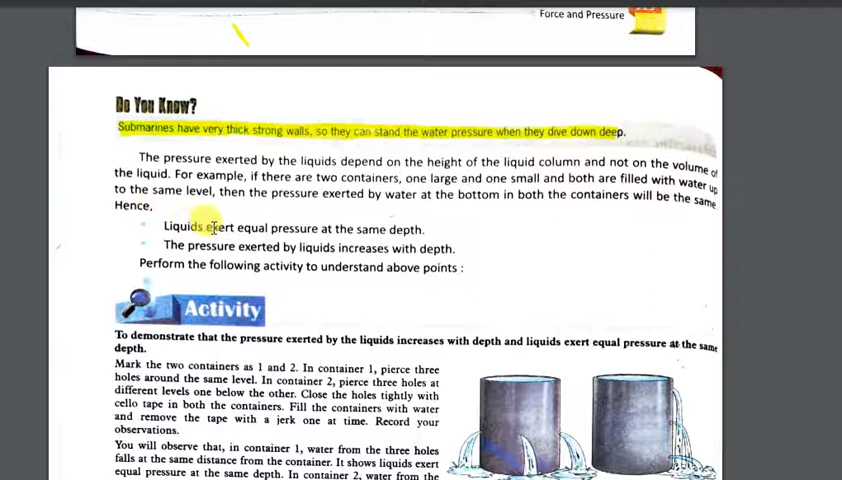 Force and Pressure
Do You Know?
Submarines have very thick strong walls, so they can stand the water pressure when they dive down deep.
The pressure exerted by the liquids depend on the height of the liquid column and not on the volume of
the liquid. For example, if there are two containers, one large and one small and both are filled with water up
to the same level, then the pressure exerted by water at the bottom in both the containers will be the same.
Hence,
Liquids exert equal pressure at the same depth.
The pressure exerted by liquids increases with depth.
Perform the following activity to understand above points :
Activity
To demonstrate that the pressure exerted by the liquids increases with depth and liquids exert equal pressure at the same
depth.
Mark the two containers as 1 and 2. In container 1, pierce three
holes around the same level. In container 2, pierce three holes at
different levels one below the other. Close the holes tightly with
cello tape in both the containers. Fill the containers with water
and remove the tape with a jerk one at time. Record your
observations.
You will observe that, in container 1, water from the three holes
falls at the same distance from the container. It shows liquids exert
equal pressure at the same depth. In container 2, water from the